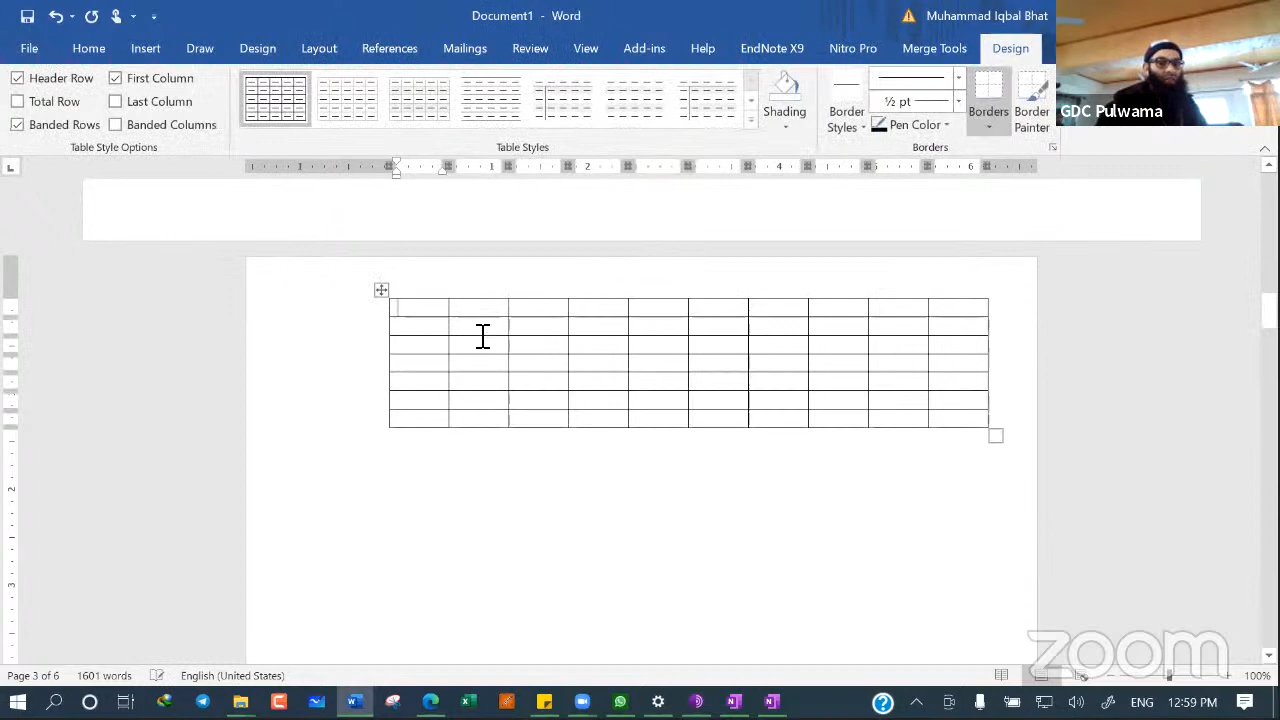 Document1 - Word
Muhammad Iqbal Bhat
File Home Insert Draw Design Layout References Mailings Review View Add-ins Help EndNote X9 Nitro Pro Merge Tools Design
GDC Pulwama
Header Row First Column
Total Row Last Column
Banded Rows Banded Columns
Table Style Options
Table Styles
Shading
Border Styles
½ pt
Pen Color
Borders
Border Painter
Borders
1 2 4 6
2
3
zoom
Page 3 of 6 1601 words English (United States) 100%
ENG 12:59 PM